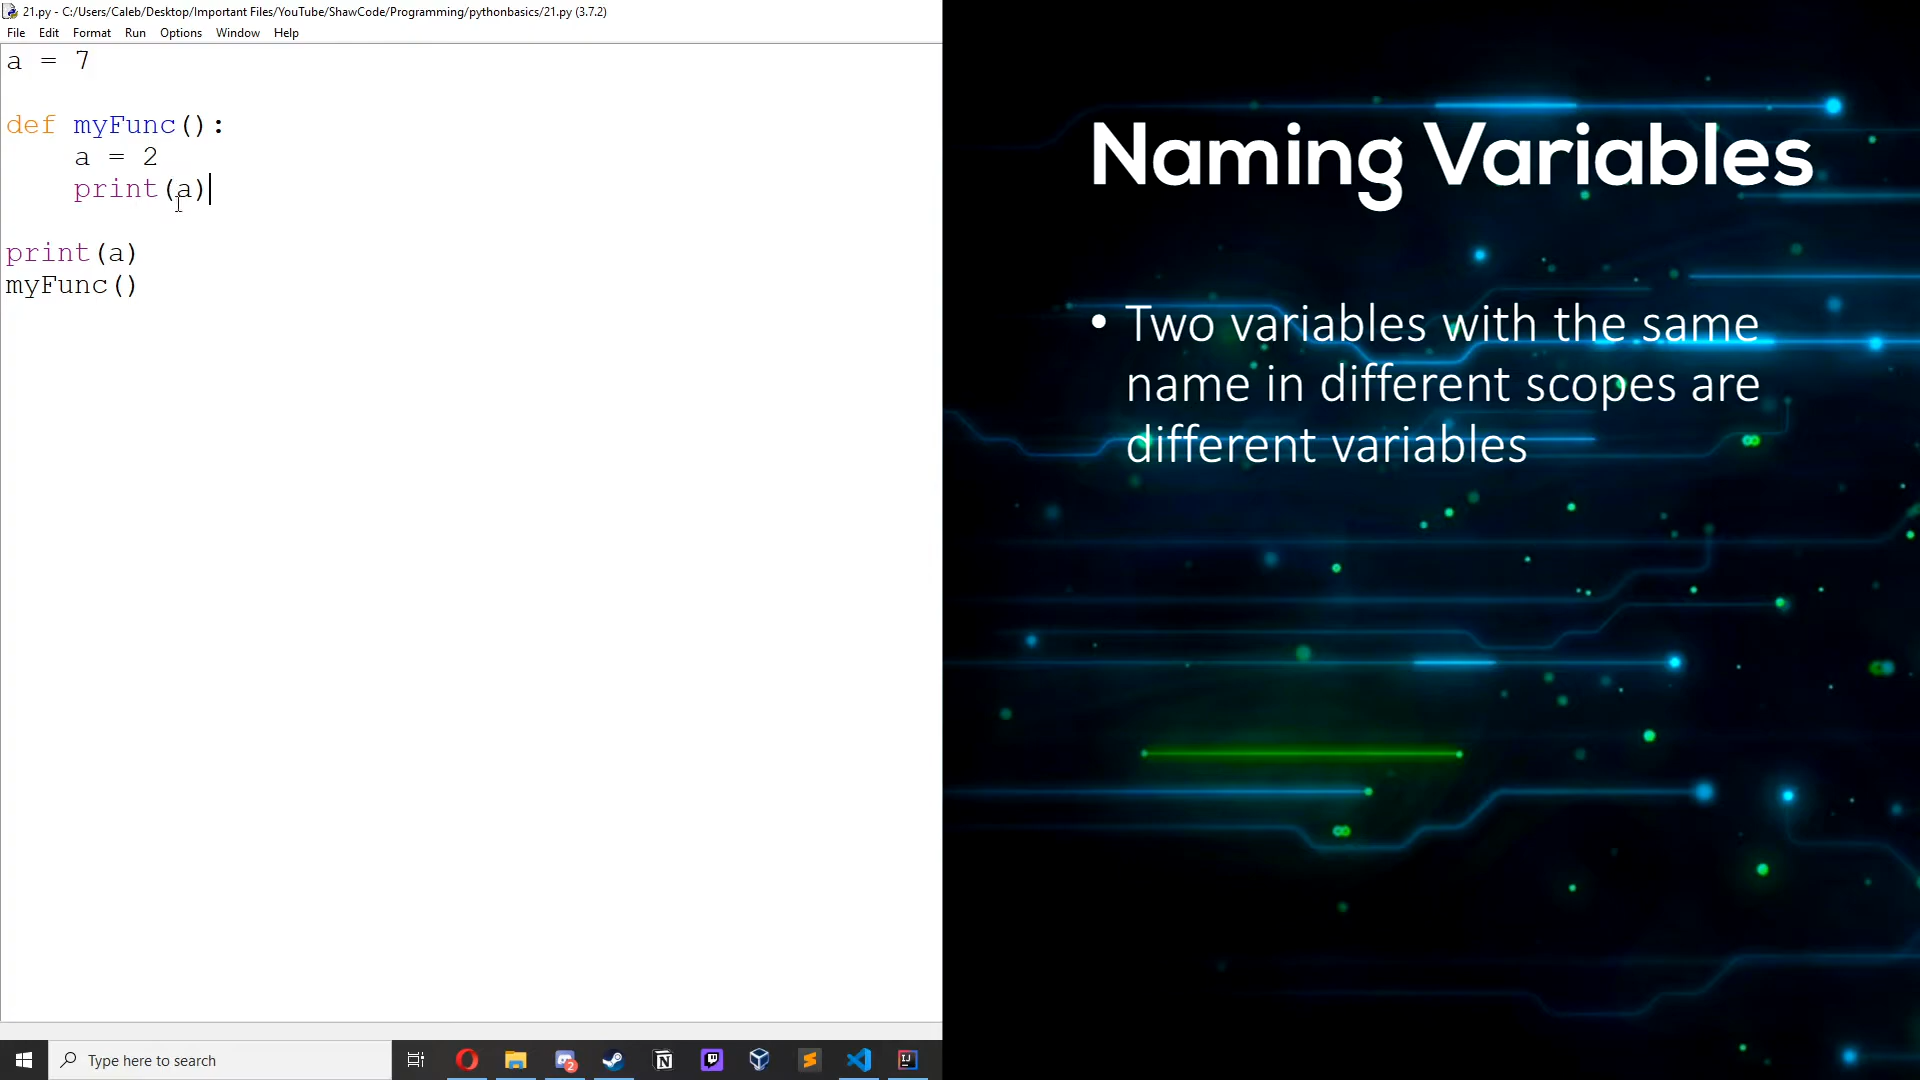 21.py - C:/Users/Caleb/Desktop/Important Files/YouTube/ShawCode/Programming/pythonbasics/21.py (3.7.2)
File Edit Format Run Options Window Help
a = 7
def myFunc():
    a = 2
    print(a)
print(a)
myFunc()
Naming Variables
• Two variables with the same
name in different scopes are
different variables
Type here to search
2
IJ